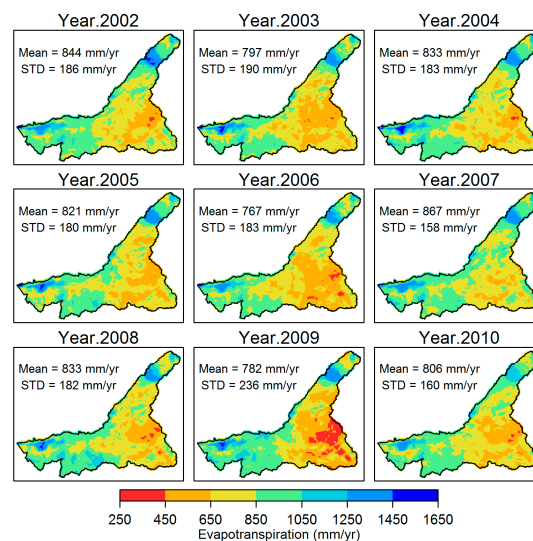 Year.2002 Year.2003 Year.2004
Mean = 844 mm/yr Mean = 797 mm/yr Mean = 833 mm/yr
STD = 186 mm/yr STD = 190 mm/yr STD = 183 mm/yr
Year.2005 Year.2006 Year.2007
Mean = 821 mm/yr Mean = 767 mm/yr Mean = 867 mm/yr
STD = 180 mm/yr STD = 183 mm/yr STD = 158 mm/yr
Year.2008 Year.2009 Year.2010
Mean = 833 mm/yr Mean = 782 mm/yr Mean = 806 mm/yr
STD = 182 mm/yr STD = 236 mm/yr STD = 160 mm/yr
250 450 650 850 1050 1250 1450 1650
Evapotranspiration (mm/yr)